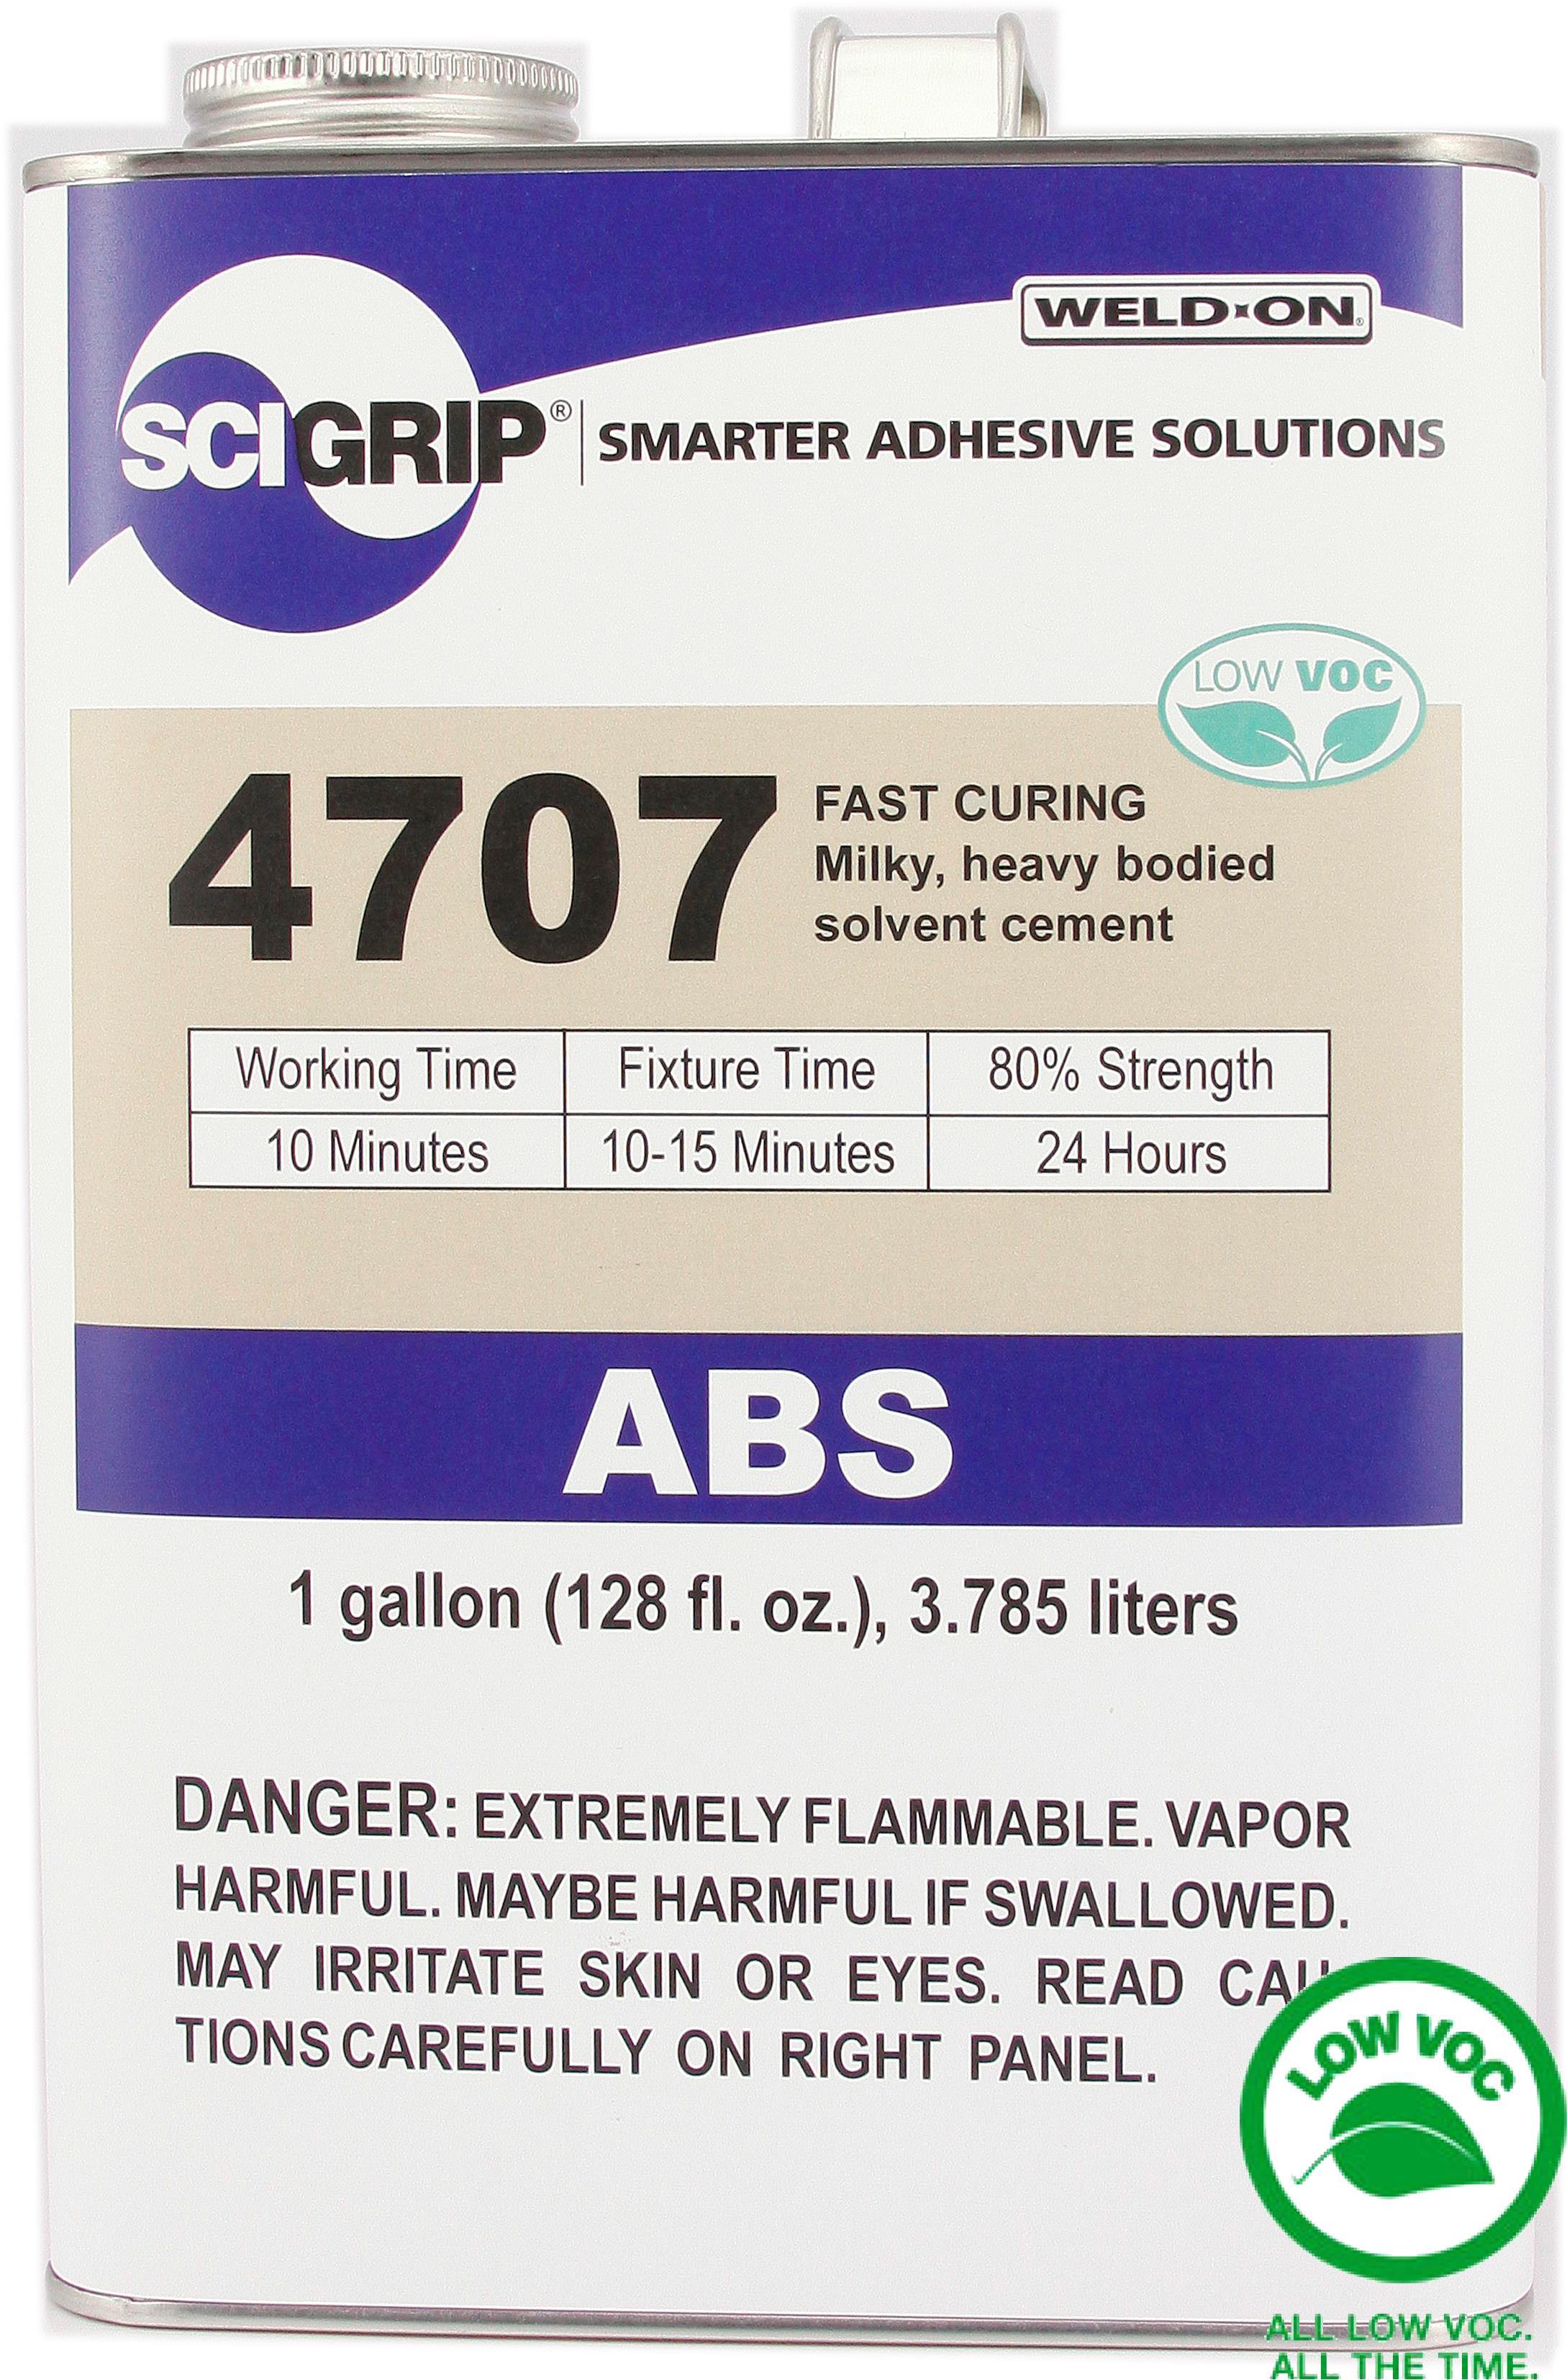 WELD-ON®
SCIGRIP® | SMARTER ADHESIVE SOLUTIONS
LOW VOC
4707
FAST CURING
Milky, heavy bodied
solvent cement
Working Time Fixture Time 80% Strength
10 Minutes 10-15 Minutes 24 Hours
ABS
1 gallon (128 fl. oz.), 3.785 liters
DANGER: EXTREMELY FLAMMABLE. VAPOR
HARMFUL. MAYBE HARMFUL IF SWALLOWED.
MAY IRRITATE SKIN OR EYES. READ CAU
TIONS CAREFULLY ON RIGHT PANEL.
LOW VOC
ALL LOW VOC.
ALL THE TIME.